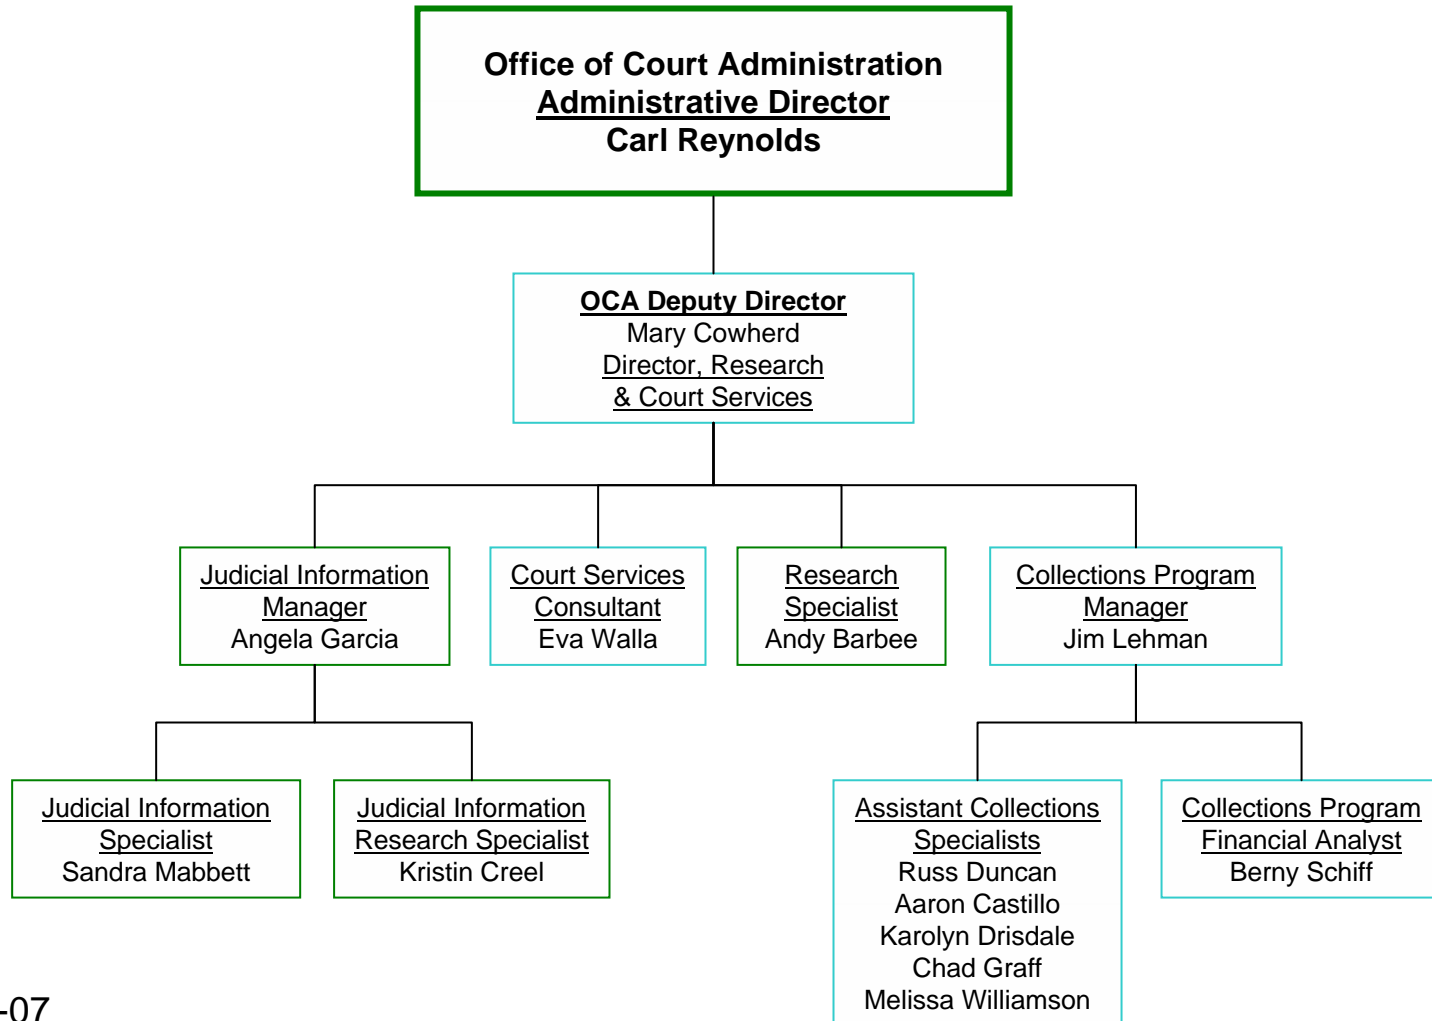 Office of Court Administration
Administrative Director
Carl Reynolds
OCA Deputy Director
Mary Cowherd
Director, Research
& Court Services
Judicial Information
Manager
Angela Garcia
Court Services
Consultant
Eva Walla
Research
Specialist
Andy Barbee
Collections Program
Manager
Jim Lehman
Judicial Information
Specialist
Sandra Mabbett
Judicial Information
Research Specialist
Kristin Creel
Assistant Collections
Specialists
Russ Duncan
Aaron Castillo
Karolyn Drisdale
Chad Graff
Melissa Williamson
Collections Program
Financial Analyst
Berny Schiff
-07